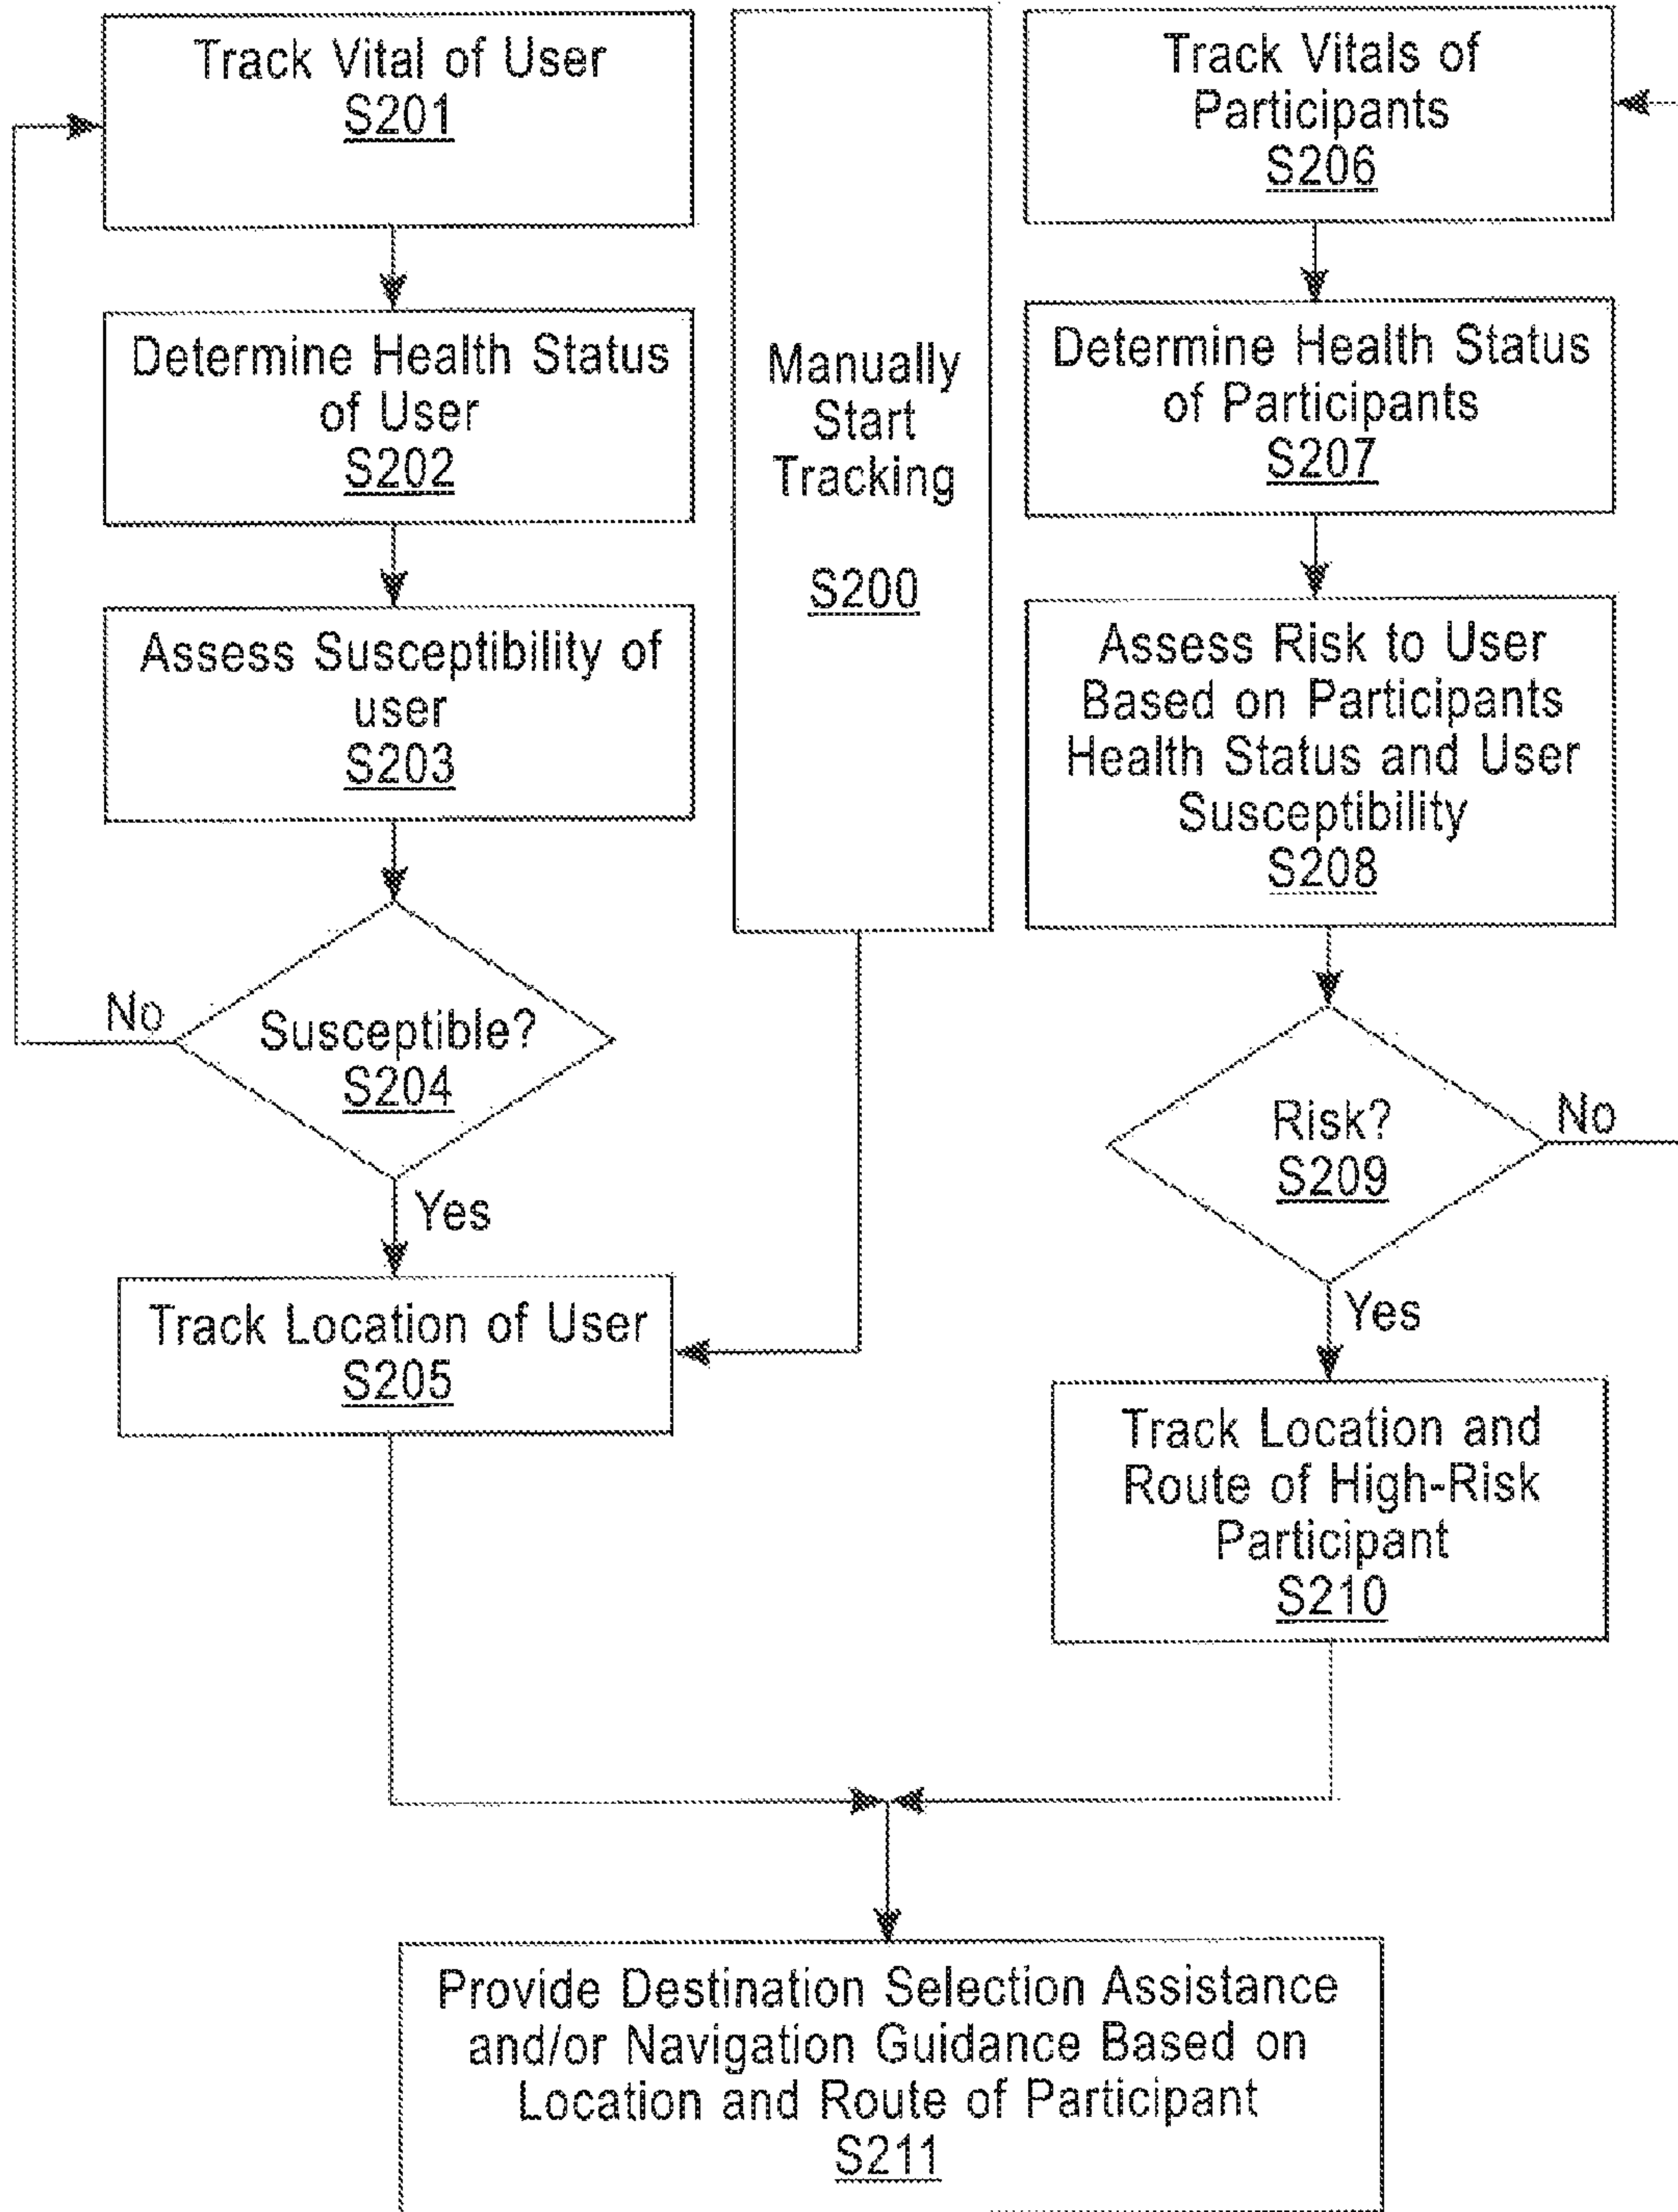 Track Vital of User
S201
Determine Health Status
of User
S202
Assess Susceptibility of
user
S203
Susceptible?
S204
No
Yes
Track Location of User
S205
Manually
Start
Tracking
S200
Track Vitals of
Participants
S206
Determine Health Status
of Participants
S207
Assess Risk to User
Based on Participants
Health Status and User
Susceptibility
S208
Risk?
S209
No
Yes
Track Location and
Route of High-Risk
Participant
S210
Provide Destination Selection Assistance
and/or Navigation Guidance Based on
Location and Route of Participant
S211